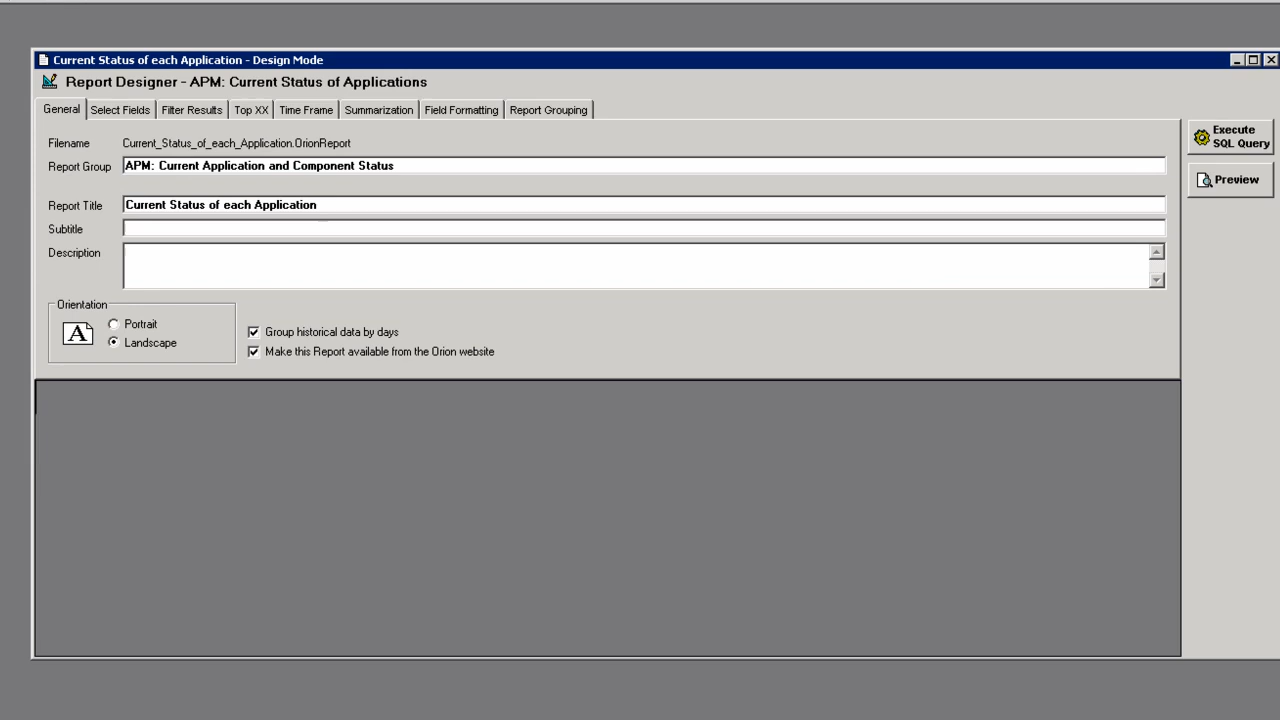 Current Status of each Application - Design Mode
Report Designer - APM: Current Status of Applications
General Select Fields Filter Results Top XX Time Frame Summarization Field Formatting Report Grouping
Filename Current_Status_of_each_Application.OrionReport
Report Group APM: Current Application and Component Status
Report Title Current Status of each Application
Subtitle
Description
Orientation
A
Portrait
Landscape
Group historical data by days
Make this Report available from the Orion website
Execute
SQL Query
Preview